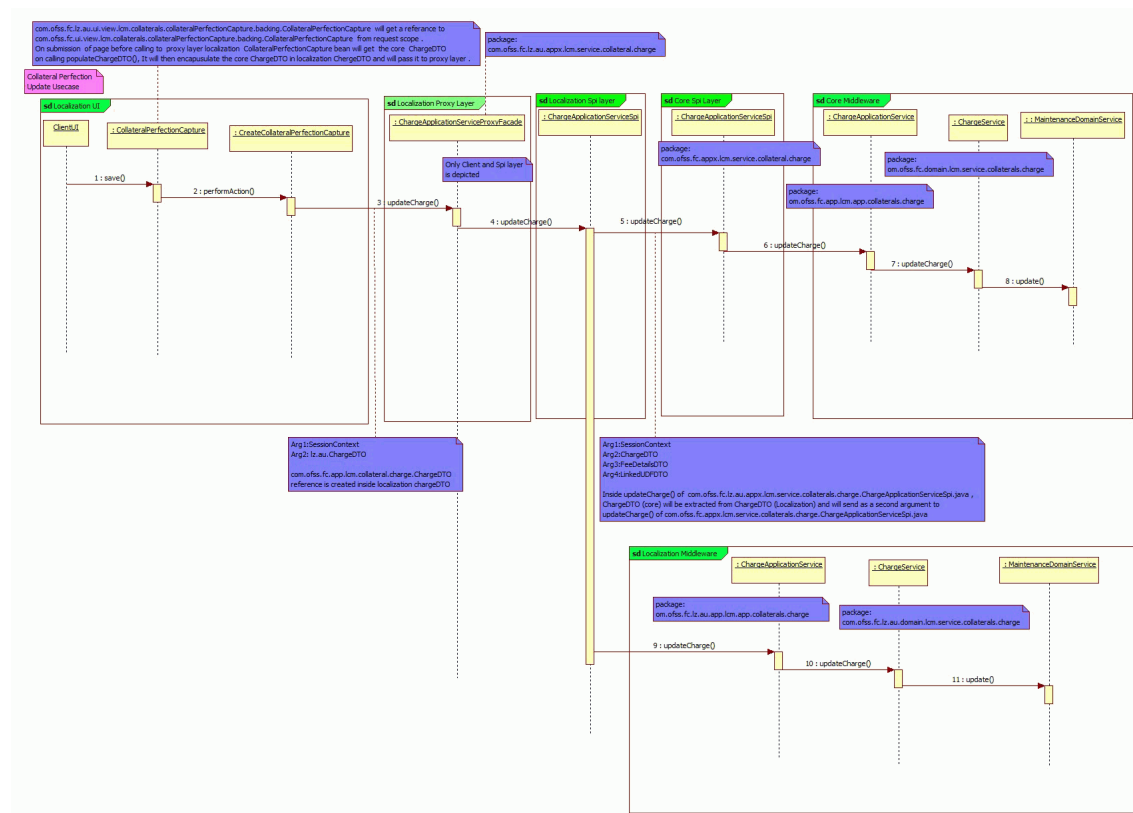 com.ofss.fc.lz.au.ui.view.lcm.collaterals.collateralPerfectionCapture.backing.CollateralPerfectionCapture will get a referance to
com.ofss.fc.ui.view.lcm.collaterals.collateralPerfectionCapture.backing.CollateralPerfectionCapture from request scope .
On submission of page before calling to proxy layer localization CollateralPerfectionCapture bean will get the core ChargeDTO
on calling populateChargeDTO(), It will then encapusulate the core ChargeDTO in localization ChergeDTO and will pass it to proxy layer .
package:
com.ofss.fc.lz.au.appx.lcm.service.collateral.charge
Collateral Perfection
Update Usecase
sd Localization UI
sd Localization Proxy Layer
sd Localization Spi layer
sd Core Spi Layer
sd Core Middleware
ClientUI
: CollateralPerfectionCapture
: CreateCollateralPerfectionCapture
: ChargeApplicationServiceProxyFacade
: ChargeApplicationServiceSpi
: ChargeApplicationServiceSpi
: ChargeApplicationService
: ChargeService
: : MaintenanceDomainService
Only Client and Spi layer
is depicted
package:
com.ofss.fc.appx.lcm.service.collateral.charge
package:
om.ofss.fc.domain.lcm.service.collaterals.charge
package:
om.ofss.fc.app.lcm.app.collaterals.charge
1 : save()
2 : performAction()
3 : updateCharge()
4 : updateCharge()
5 : updateCharge()
6 : updateCharge()
7 : updateCharge()
8 : update()
Arg1:SessionContext
Arg2: lz.au.ChargeDTO
com.ofss.fc.app.lcm.collateral.charge.ChargeDTO
reference is created inside localization chargeDTO
Arg1:SessionContext
Arg2:ChargeDTO
Arg3:FeeDetailsDTO
Arg4:LinkedUDFDTO
Inside updateCharge() of com.ofss.fc.lz.au.appx.lcm.service.collaterals.charge.ChargeApplicationServiceSpi.java ,
ChargeDTO (core) will be extracted from ChargeDTO (Localization) and will send as a second argument to
updateCharge() of com.ofss.fc.appx.lcm.service.collaterals.charge.ChargeApplicationServiceSpi.java
sd Localization Middleware
: ChargeApplicationService
: ChargeService
: MaintenanceDomainService
package:
om.ofss.fc.lz.au.app.lcm.app.collaterals.charge
package:
com.ofss.fc.lz.au.domain.lcm.service.collaterals.charge
9 : updateCharge()
10 : updateCharge()
11 : update()